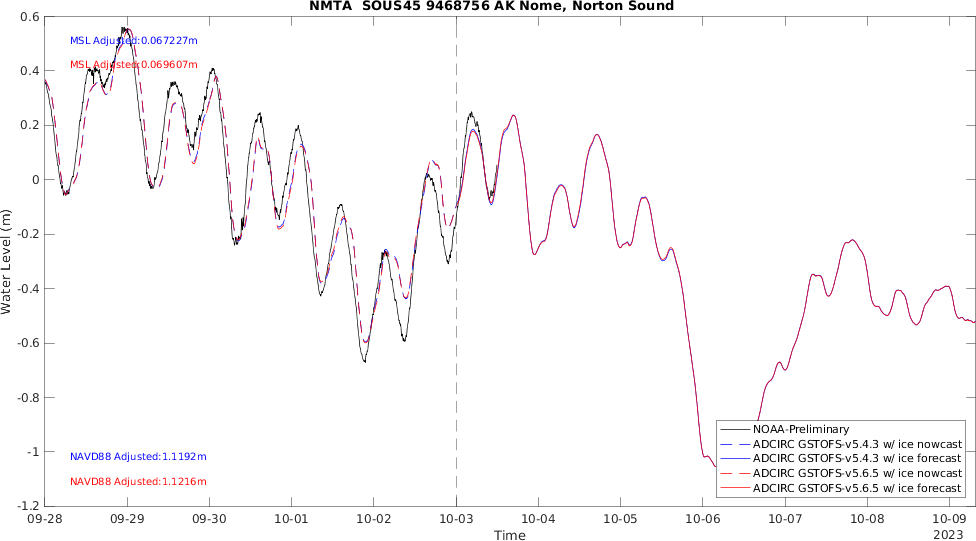 NMTA SOUS45 9468756 AK Nome, Norton Sound
0.6
0.4
0.2
0
-0.2
-0.4
-0.6
-0.8
-1
-1.2
Water Level (m)
MSL Adjusted:0.067227m
MSL Adjusted:0.069607m
NAVD88 Adjusted:1.1192m
NAVD88 Adjusted:1.1216m
NOAA-Preliminary
ADCIRC GSTOFS-v5.4.3 w/ ice nowcast
ADCIRC GSTOFS-v5.4.3 w/ ice forecast
ADCIRC GSTOFS-v5.6.5 w/ ice nowcast
ADCIRC GSTOFS-v5.6.5 w/ ice forecast
09-28 09-29 09-30 10-01 10-02 10-03 10-04 10-05 10-06 10-07 10-08 10-09
2023
Time